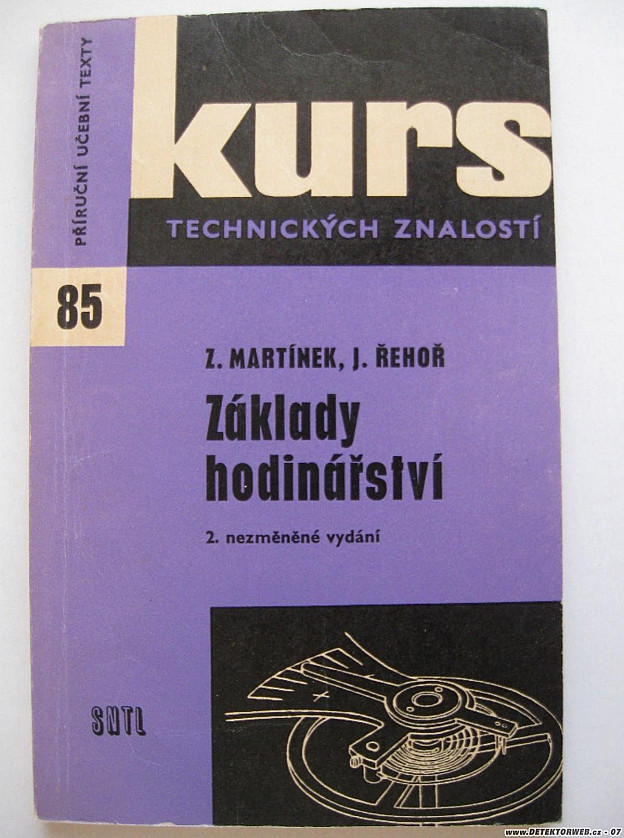 PŘÍRUČNÍ UČEBNÍ TEXTY
kurs
TECHNICKÝCH ZNALOSTÍ
85
Z. MARTÍNEK, J. ŘEHOŘ
Základy
hodinářství
2. nezměněné vydání
SNTL
www.DETEKTORWEB.cz - 07